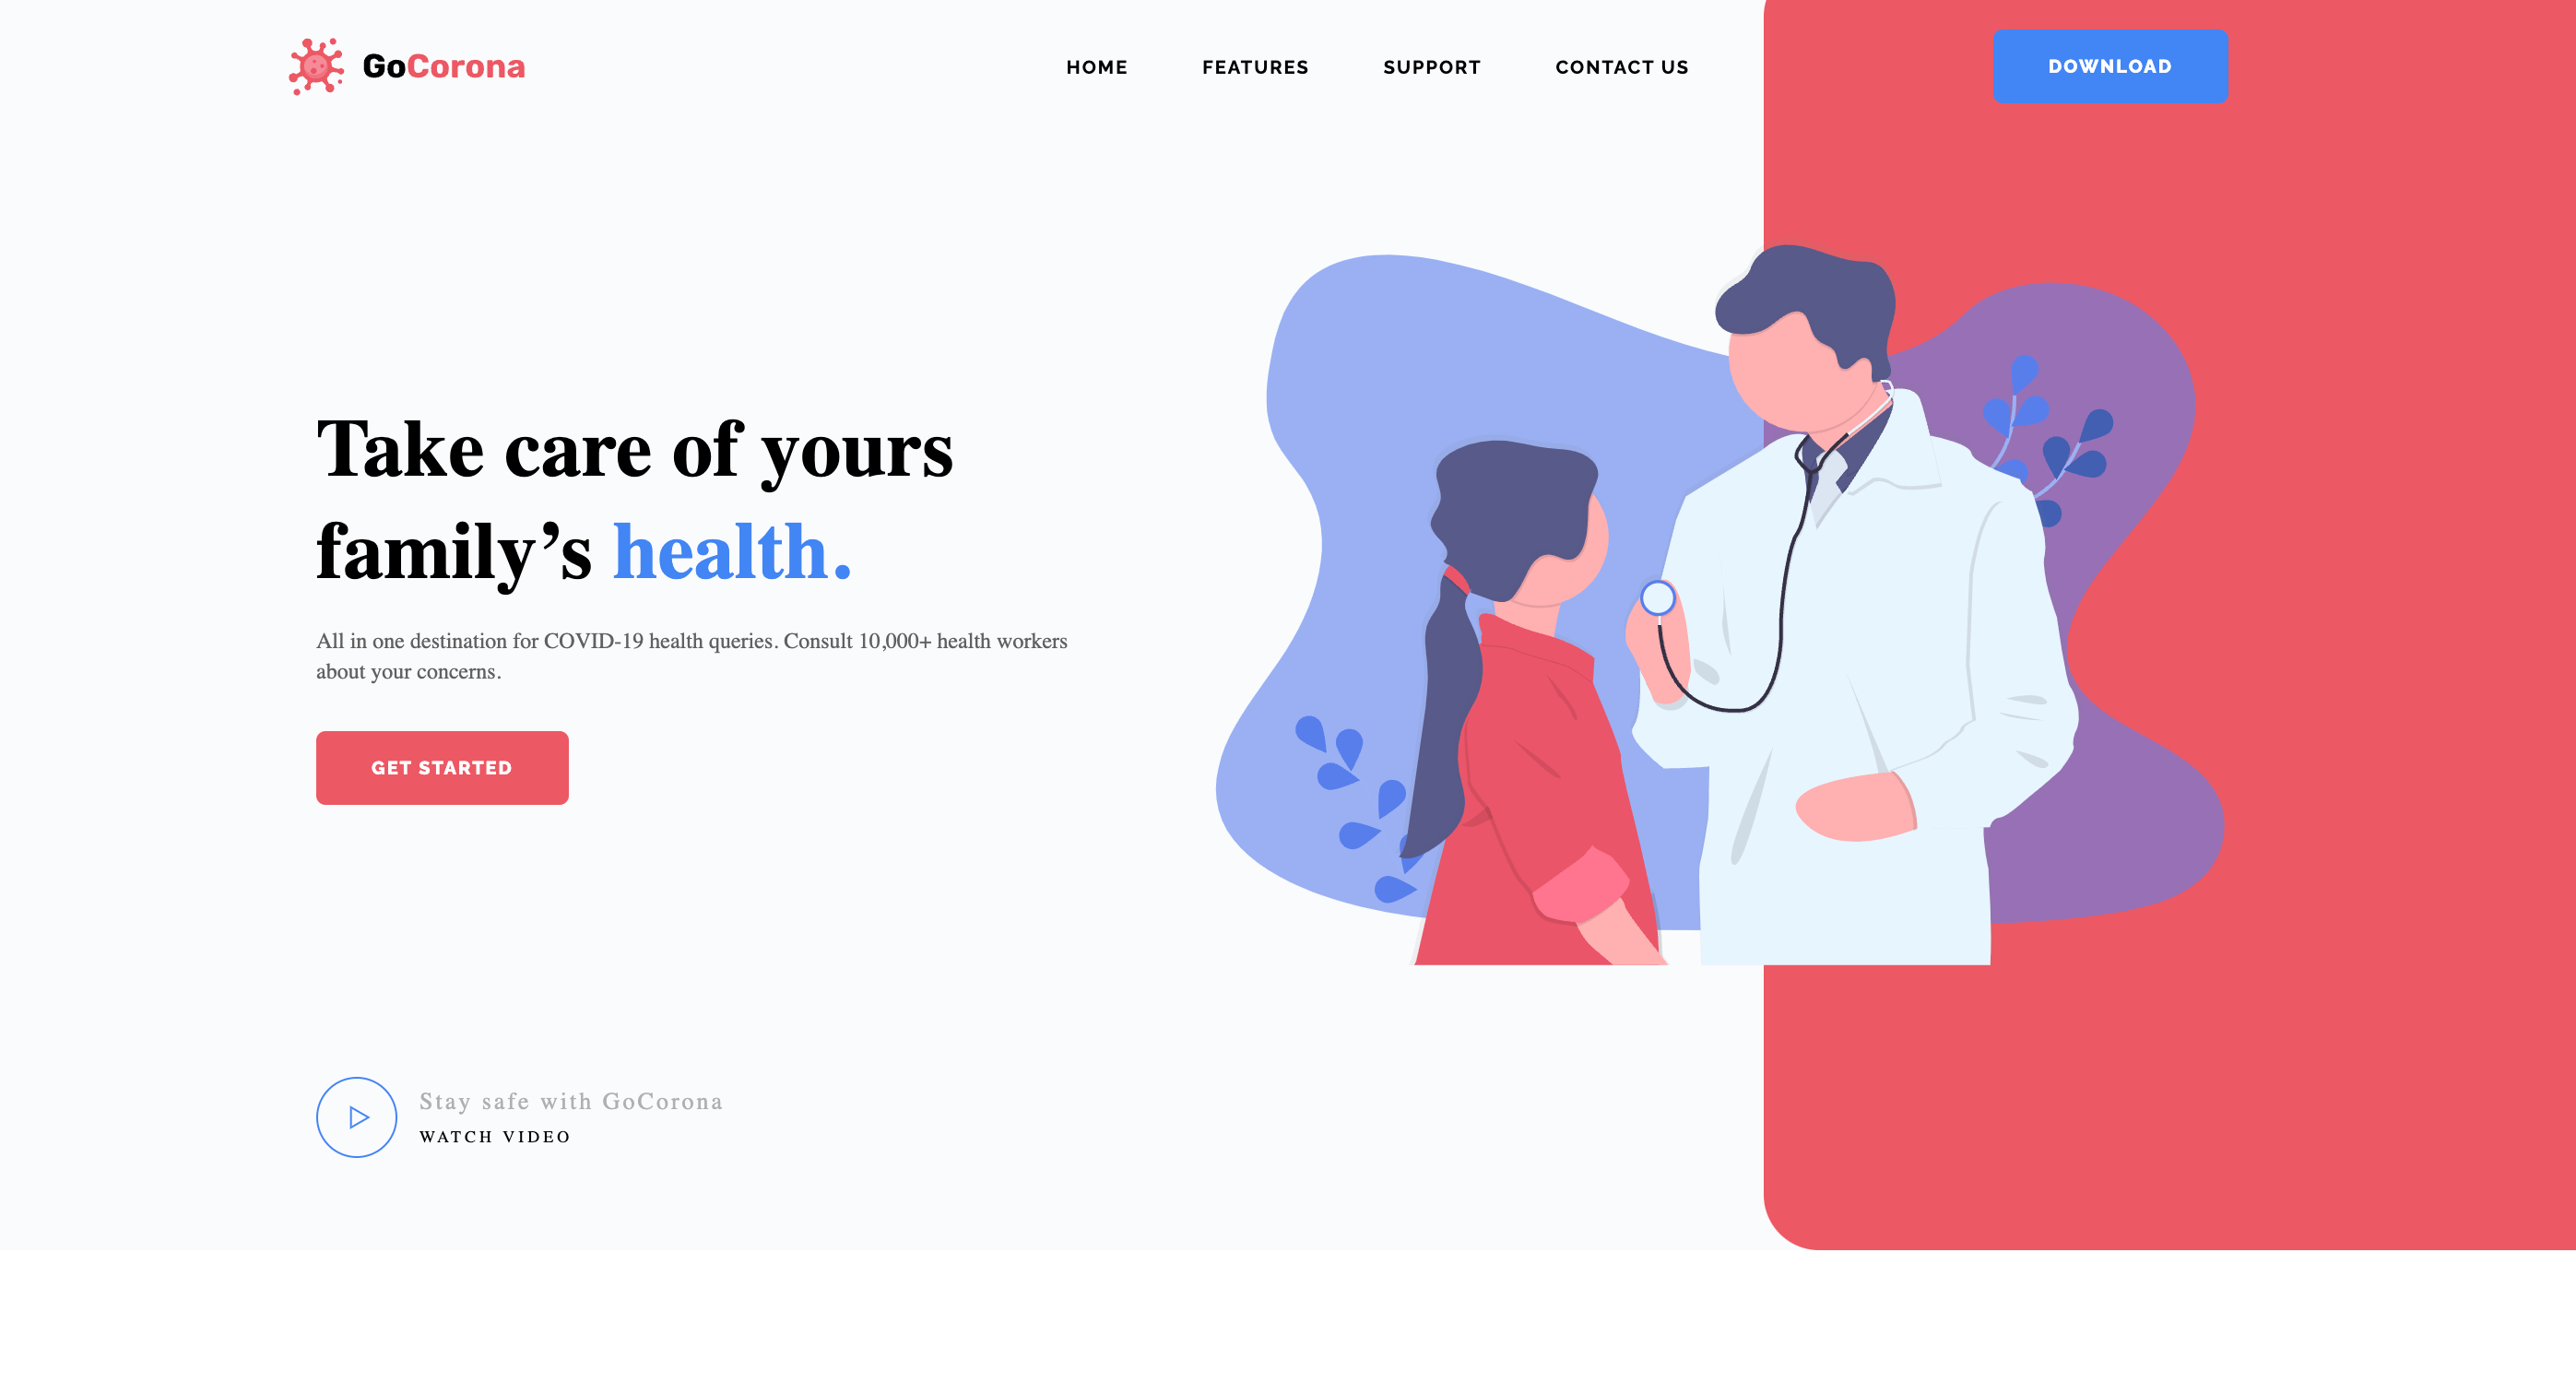 GoCorona
HOME FEATURES SUPPORT CONTACT US
DOWNLOAD
Take care of yours
family’s health.
All in one destination for COVID-19 health queries. Consult 10,000+ health workers
about your concerns.
GET STARTED
Stay safe with GoCorona
WATCH VIDEO